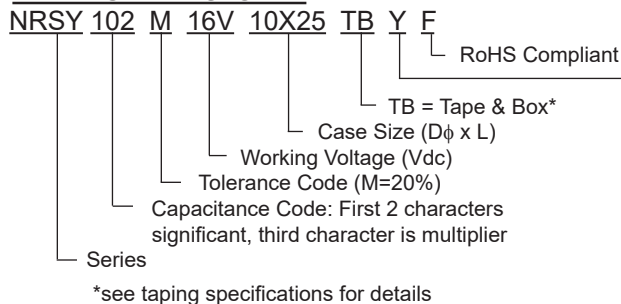 NRSY 102 M 16V 10X25 TB Y F
RoHS Compliant
TB = Tape & Box*
Case Size (Dϕ x L)
Working Voltage (Vdc)
Tolerance Code (M=20%)
Capacitance Code: First 2 characters
significant, third character is multiplier
Series
*see taping specifications for details